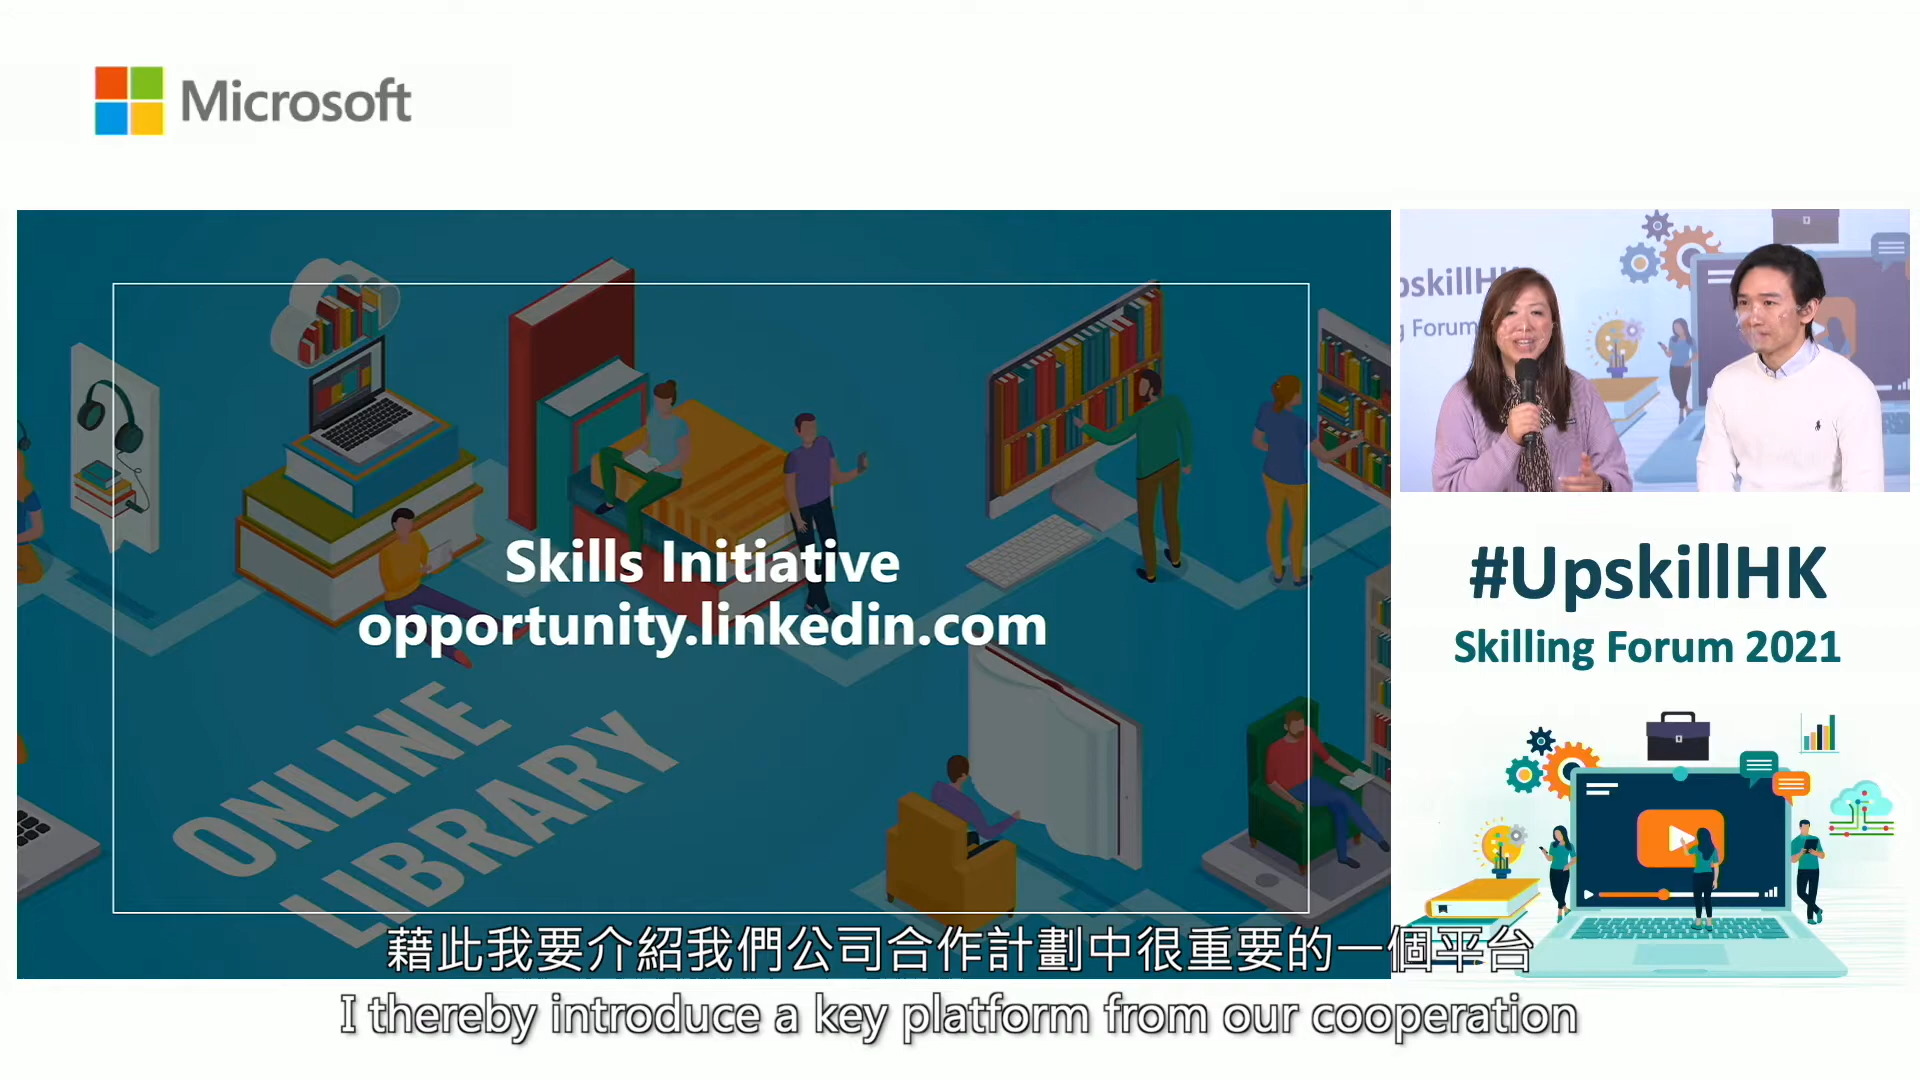 Microsoft
Skills Initiative
opportunity.linkedin.com
ONLINE
LIBRARY
#UpskillHK
Skilling Forum 2021
藉此我要介紹我們公司合作計劃中很重要的一個平台
I thereby introduce a key platform from our cooperation